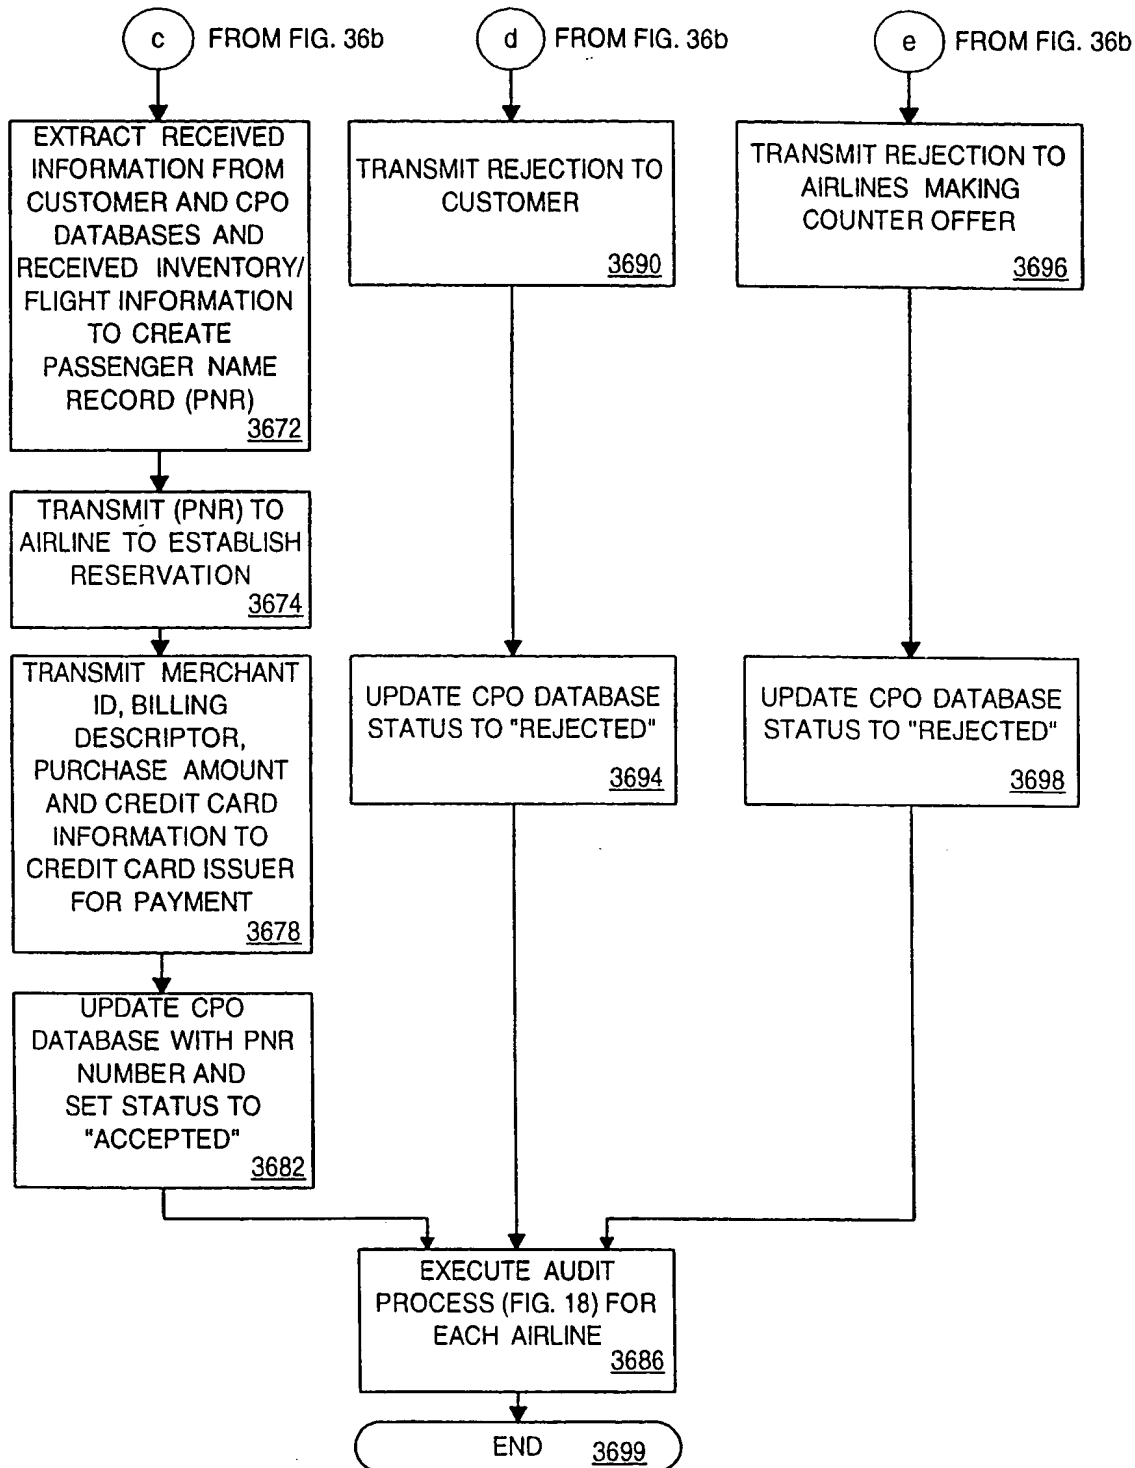 c FROM FIG. 36b
d FROM FIG. 36b
e FROM FIG. 36b
EXTRACT RECEIVED
INFORMATION FROM
CUSTOMER AND CPO
DATABASES AND
RECEIVED INVENTORY/
FLIGHT INFORMATION
TO CREATE
PASSENGER NAME
RECORD (PNR)
3672
TRANSMIT (PNR) TO
AIRLINE TO ESTABLISH
RESERVATION
3674
TRANSMIT MERCHANT
ID, BILLING
DESCRIPTOR,
PURCHASE AMOUNT
AND CREDIT CARD
INFORMATION TO
CREDIT CARD ISSUER
FOR PAYMENT
3678
UPDATE CPO
DATABASE WITH PNR
NUMBER AND
SET STATUS TO
"ACCEPTED"
3682
TRANSMIT REJECTION TO
CUSTOMER
3690
UPDATE CPO DATABASE
STATUS TO "REJECTED"
3694
TRANSMIT REJECTION TO
AIRLINES MAKING
COUNTER OFFER
3696
UPDATE CPO DATABASE
STATUS TO "REJECTED"
3698
EXECUTE AUDIT
PROCESS (FIG. 18) FOR
EACH AIRLINE
3686
END 3699